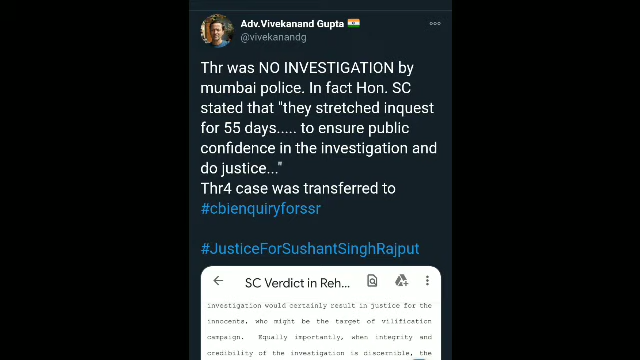 Adv.Vivekanand Gupta 🇮🇳
@vivekanandg
Thr was NO INVESTIGATION by
mumbai police. In fact Hon. SC
stated that "they stretched inquest
for 55 days..... to ensure public
confidence in the investigation and
do justice..."
Thr4 case was transferred to
#cbienquiryforssr
#JusticeForSushantSinghRajput
SC Verdict in Reh...
investigation would certainly result in justice for the
innocents, who might be the target of vilification
campaign. Equally importantly, when integrity and
credibility of the investigation is discernible, the